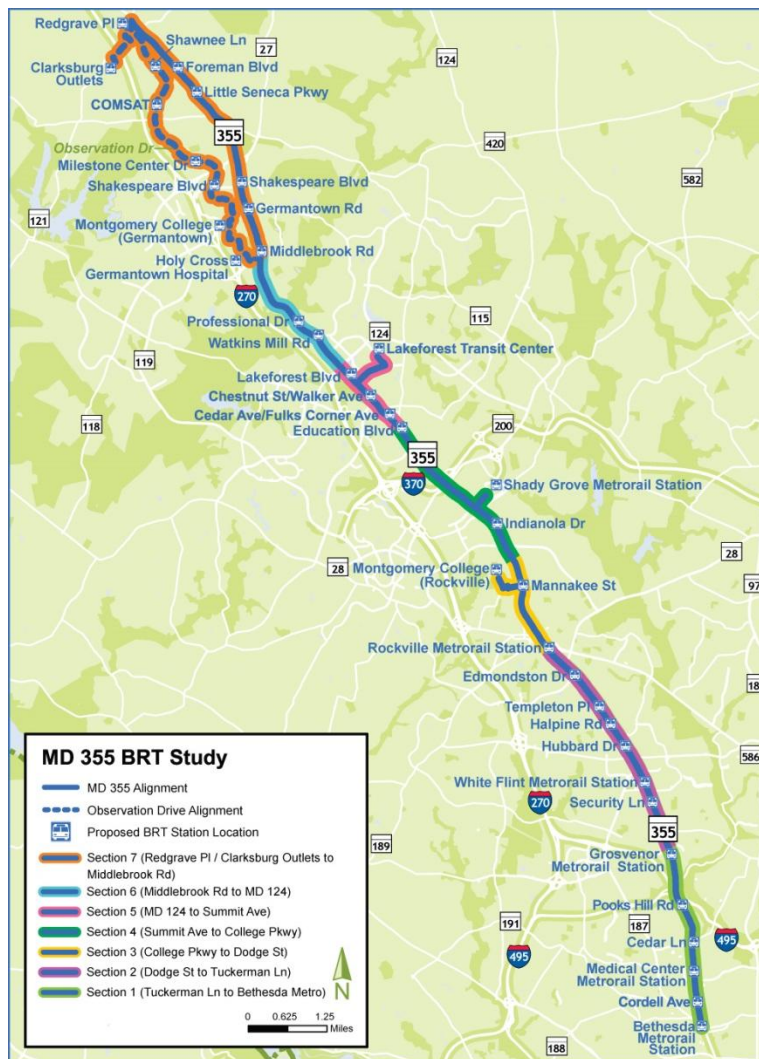 Redgrave Pl
Shawnee Ln
27
124
Clarksburg
Outlets
Foreman Blvd
COMSAT
Little Seneca Pkwy
355
420
Observation Dr
Milestone Center Dr
582
Shakespeare Blvd
Shakespeare Blvd
121
Germantown Rd
Montgomery College
(Germantown)
Middlebrook Rd
Holy Cross
Germantown Hospital
270
Professional Dr
115
124
Watkins Mill Rd
Lakeforest Transit Center
119
Lakeforest Blvd
Chestnut St/Walker Ave
Cedar Ave/Fulks Corner Ave
118
200
Education Blvd
355
370
Shady Grove Metrorail Station
Indianola Dr
28
28
Montgomery College
(Rockville)
Mannakee St
97
Rockville Metrorail Station
Edmondston Dr
18
Templeton Pl
Halpine Rd
Hubbard Dr
586
White Flint Metrorail Station
270
Security Ln
355
189
Grosvenor
Metrorail Station
Pooks Hill Rd
191
187
Cedar Ln
495
495
Medical Center
Metrorail Station
Cordell Ave
Bethesda
Metrorail
Station
188
MD 355 BRT Study
MD 355 Alignment
Observation Drive Alignment
Proposed BRT Station Location
Section 7 (Redgrave Pl / Clarksburg Outlets to
Middlebrook Rd)
Section 6 (Middlebrook Rd to MD 124)
Section 5 (MD 124 to Summit Ave)
Section 4 (Summit Ave to College Pkwy)
Section 3 (College Pkwy to Dodge St)
Section 2 (Dodge St to Tuckerman Ln)
Section 1 (Tuckerman Ln to Bethesda Metro)
N
0 0.625 1.25
Miles